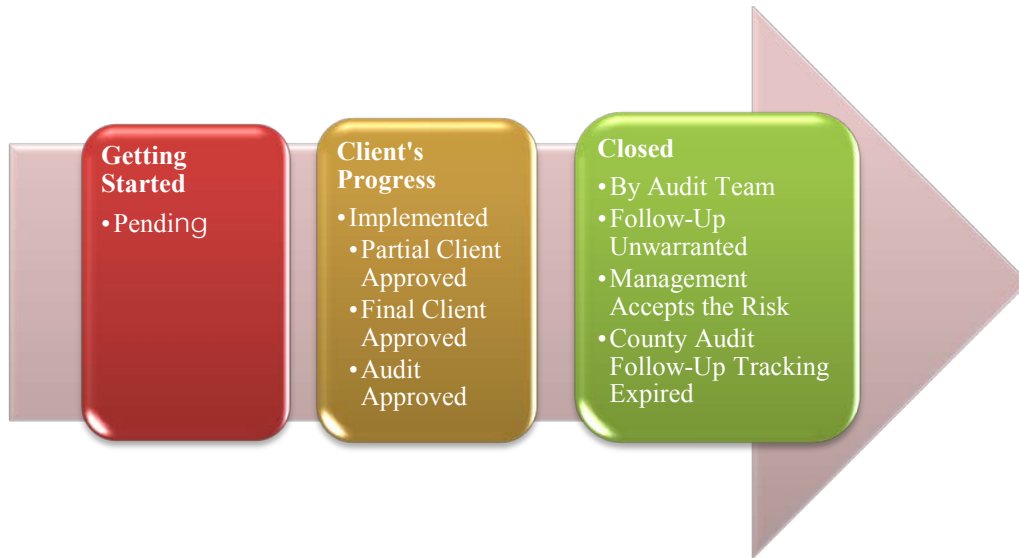 Getting
Started
•Pending
Client's
Progress
•Implemented
•Partial Client
Approved
•Final Client
Approved
•Audit
Approved
Closed
•By Audit Team
•Follow-Up
Unwarranted
•Management
Accepts the Risk
•County Audit
Follow-Up Tracking
Expired